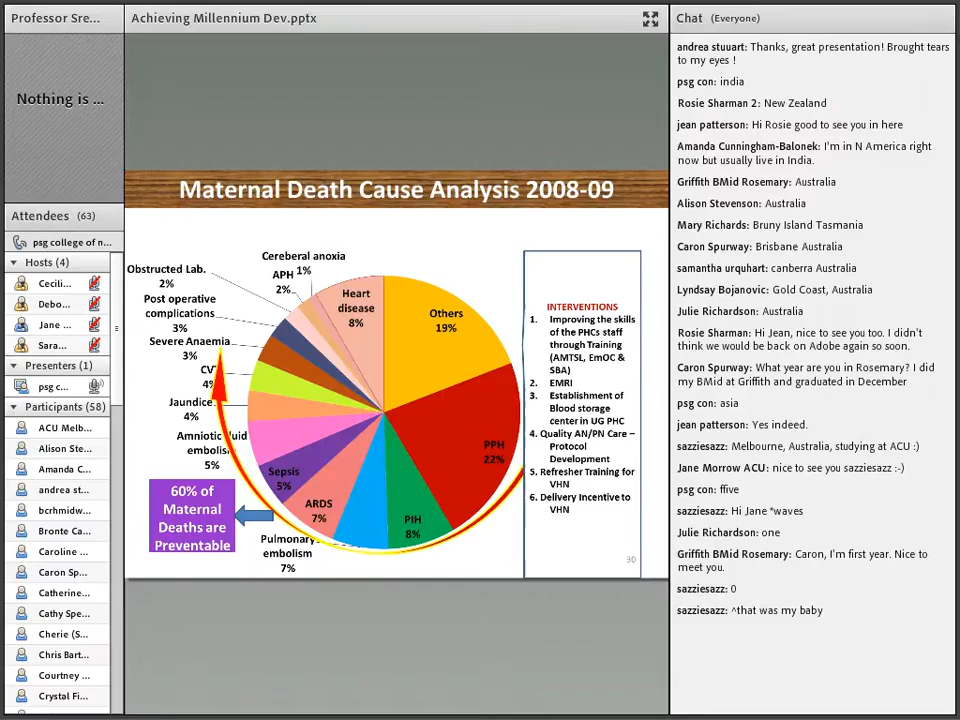 Professor Sre...
Nothing is ...
Attendees (63)
psg college of n...
Hosts (4)
Cecili...
Debo...
Jane ...
Sara...
Presenters (1)
psg c...
Participants (58)
ACU Melb...
Alison Ste...
Amanda C...
andrea st...
bcrhmidw...
Bronte Ca...
Caroline ...
Caron Sp...
Catherine...
Cathy Spe...
Cherie (S...
Chris Bart...
Courtney ...
Crystal Fi...
Achieving Millennium Dev.pptx
Maternal Death Cause Analysis 2008-09
Cerebral anoxia
1%
Obstructed Lab.
2%
APH
2%
Post operative
complications
3%
Severe Anaemia
3%
4%
Jaundice
4%
Amniotic fluid
embolism
5%
Sepsis
5%
ARDS
7%
Pulmonary
embolism
7%
PIH
8%
PPH
22%
Others
19%
Heart
disease
8%
60% of
Maternal
Deaths are
Preventable
INTERVENTIONS
1. Improving the skills
of the PHCs staff
through Training
(AMTSL, EmOC &
SBA)
2. EMRI
3. Establishment of
Blood storage
center in UG PHC
4. Quality AN/PN Care –
Protocol
Development
5. Refresher Training for
VHN
6. Delivery Incentive to
VHN
30
Chat (Everyone)
andrea stuuart: Thanks, great presentation! Brought tears
to my eyes !
psg con: india
Rosie Sharman 2: New Zealand
jean patterson: Hi Rosie good to see you in here
Amanda Cunningham-Balonek: I'm in N America right
now but usually live in India.
Griffith BMid Rosemary: Australia
Alison Stevenson: Australia
Mary Richards: Bruny Island Tasmania
Caron Spurway: Brisbane Australia
samantha urquhart: canberra Australia
Lyndsay Bojanovic: Gold Coast, Australia
Julie Richardson: Australia
Rosie Sharman: Hi Jean, nice to see you too. I didn't
think we would be back on Adobe again so soon.
Caron Spurway: What year are you in Rosemary? I did
my BMid at Griffith and graduated in December
psg con: asia
jean patterson: Yes indeed.
sazziesazz: Melbourne, Australia, studying at ACU :)
Jane Morrow ACU: nice to see you sazziesazz :-)
psg con: ffive
sazziesazz: Hi Jane *waves
Julie Richardson: one
Griffith BMid Rosemary: Caron, I'm first year. Nice to
meet you.
sazziesazz: 0
sazziesazz: ^that was my baby